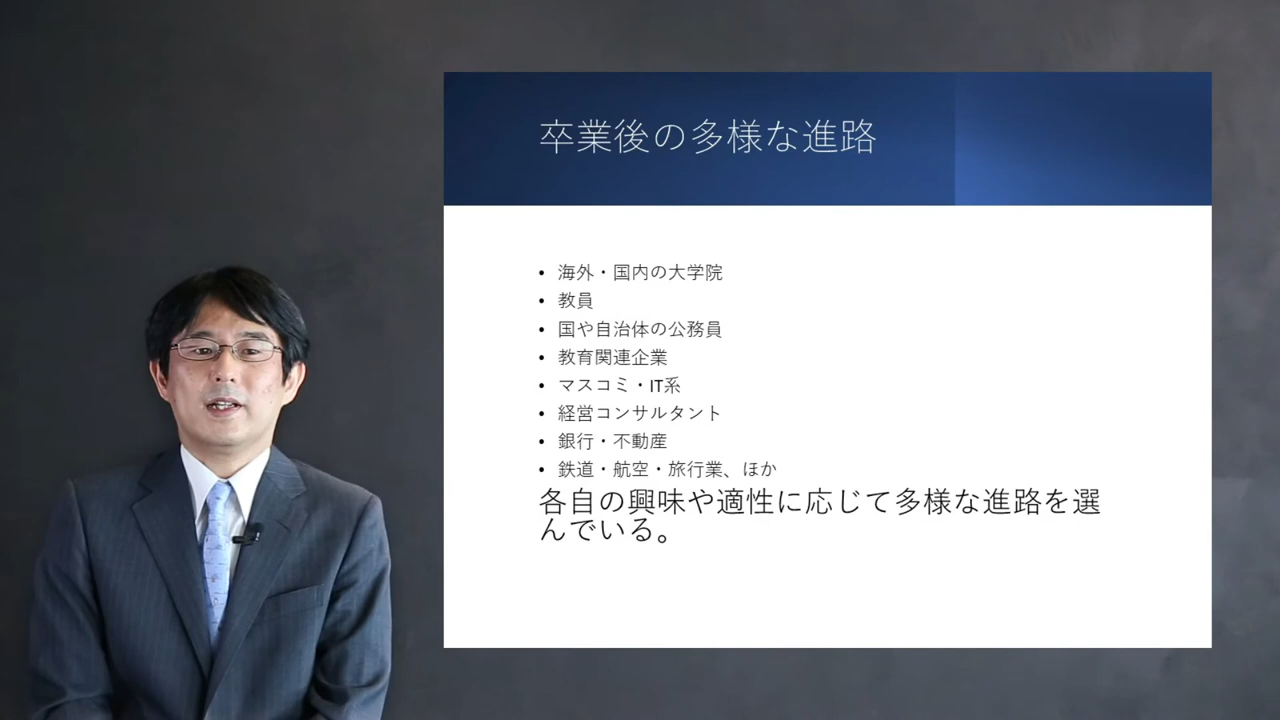 卒業後の多様な進路
• 海外・国内の大学院
• 教員
• 国や自治体の公務員
• 教育関連企業
• マスコミ・IT系
• 経営コンサルタント
• 銀行・不動産
• 鉄道・航空・旅行業、ほか
各自の興味や適性に応じて多様な進路を選
んでいる。